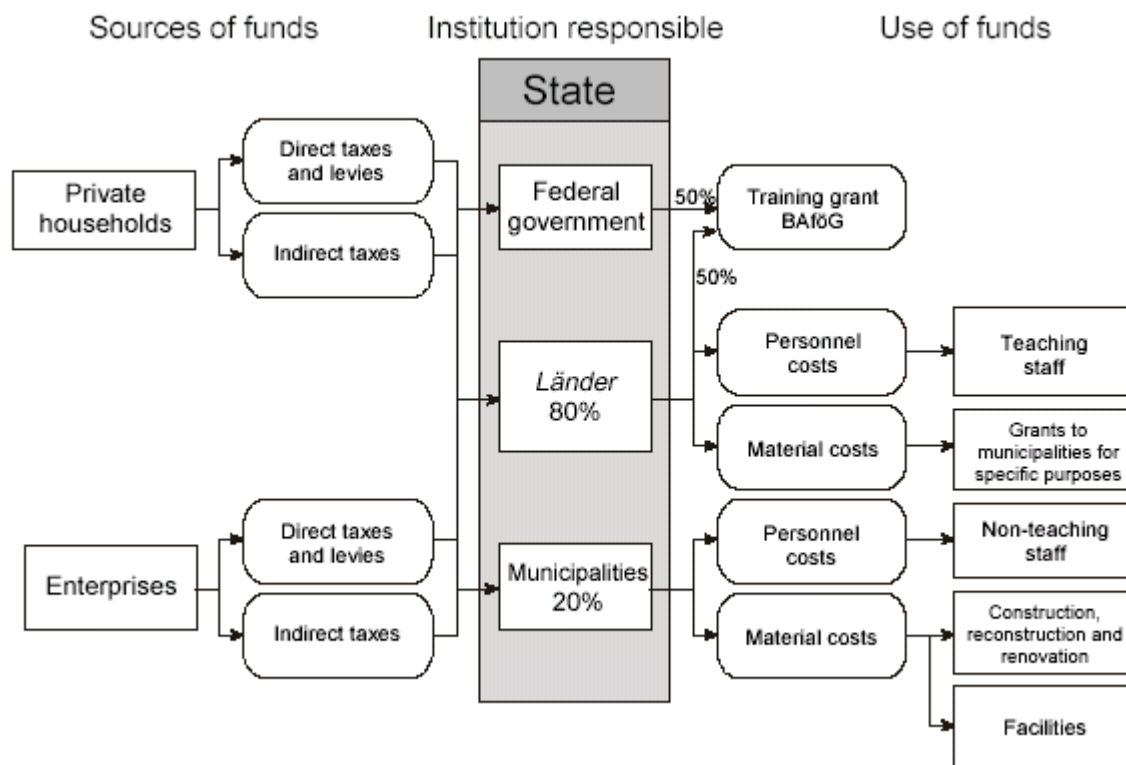 Sources of funds
Institution responsible
Use of funds
State
Private
households
Direct taxes
and levies
Indirect taxes
Federal
government
50%
Training grant
BAföG
50%
Länder
80%
Personnel
costs
Teaching
staff
Material costs
Grants to
municipalities for
specific purposes
Enterprises
Direct taxes
and levies
Indirect taxes
Municipalities
20%
Personnel
costs
Non-teaching
staff
Material costs
Construction,
reconstruction and
renovation
Facilities